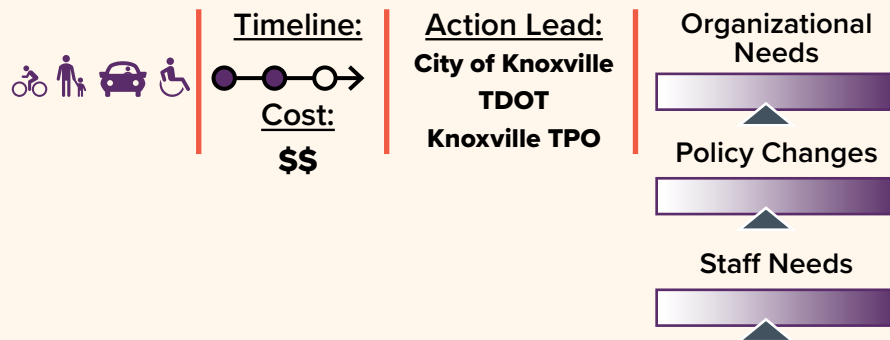 Timeline:
Cost:
$$
Action Lead:
City of Knoxville
TDOT
Knoxville TPO
Organizational
Needs
Policy Changes
Staff Needs